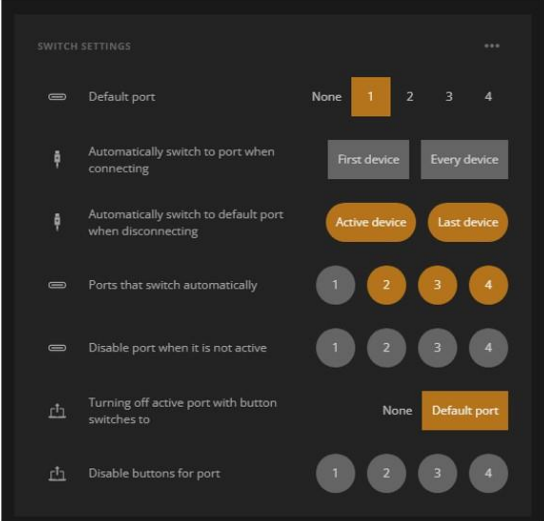 SWITCH SETTINGS
Default port None 1 2 3 4
Automatically switch to port when
connecting
First device Every device
Automatically switch to default port
when disconnecting
Active device Last device
Ports that switch automatically 1 2 3 4
Disable port when it is not active 1 2 3 4
Turning off active port with button
switches to
None Default port
Disable buttons for port 1 2 3 4